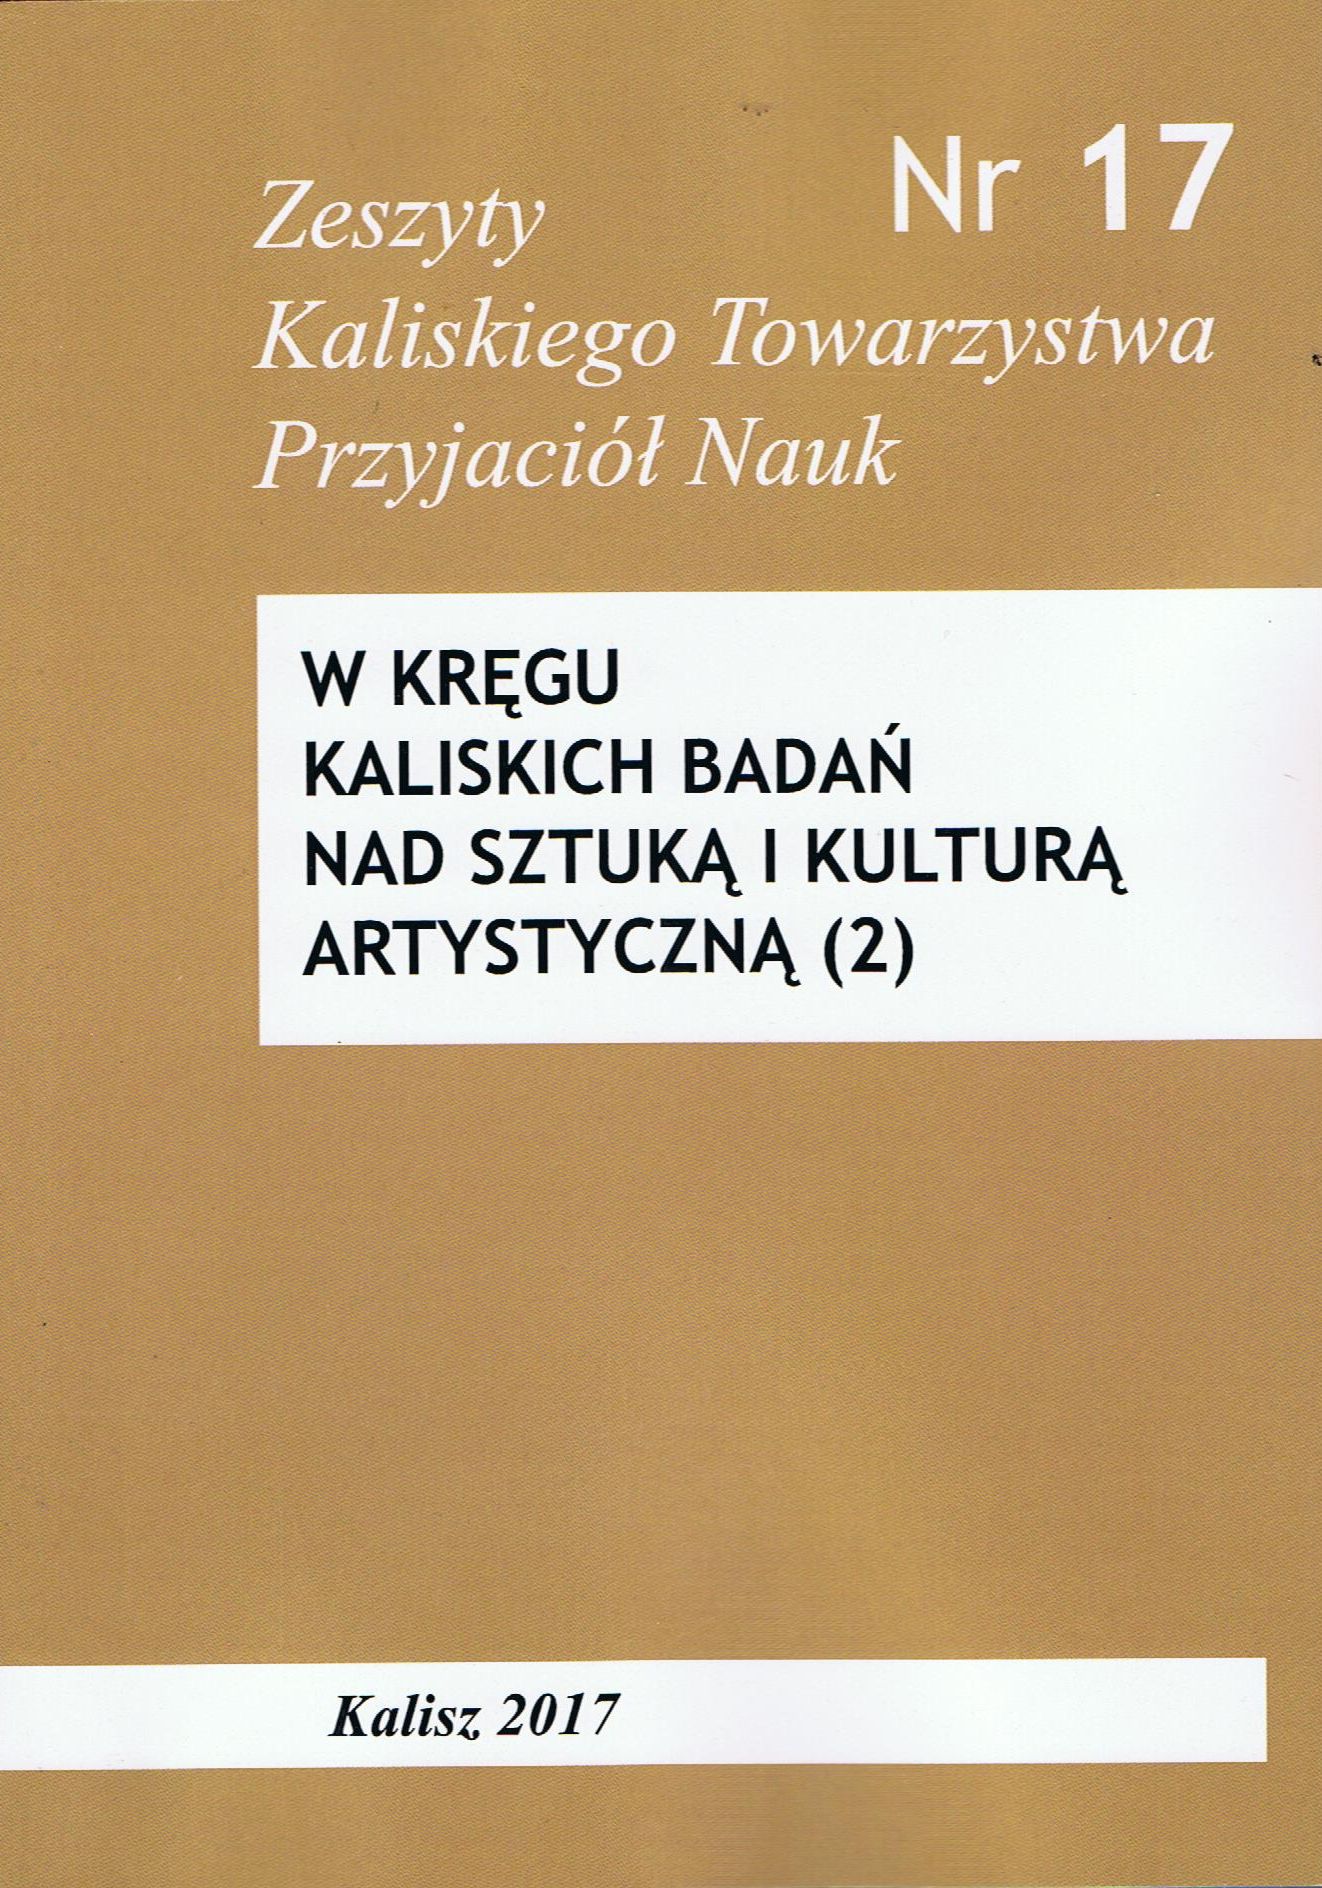 Nr 17
Zeszyty
Kaliskiego Towarzystwa
Przyjaciół Nauk
W KRĘGU
KALISKICH BADAŃ
NAD SZTUKĄ I KULTURĄ
ARTYSTYCZNĄ (2)
Kalisz 2017